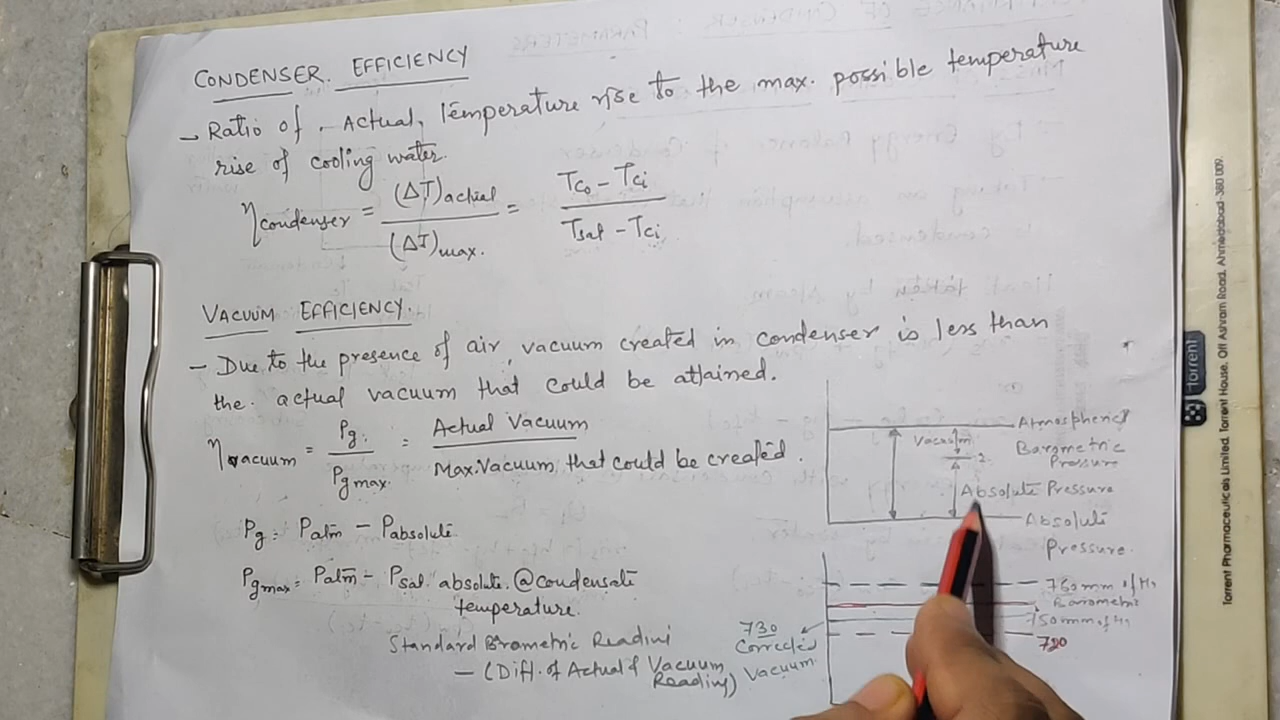 CONDENSER EFFICIENCY
- Ratio of Actual Temperature rise to the max. possible temperature
rise of cooling water.
ηcondenser = (ΔT)actual / (ΔT)max. = Tco - Tci / Tsat - Tci
VACUUM EFFICIENCY.
- Due to the presence of air, vacuum created in condenser is less than
the actual vacuum that could be attained.
ηvacuum = Pg / Pgmax. = Actual Vacuum / Max. Vacuum that could be created.
Pg = Patm - Pabsolute
Pgmax = Patm - Psat absolute @ condensate
temperature.
Standard Brometric Reading
- (Diff. of Actual & Vacuum
Reading)
Atmospheric
Barometric
Pressure
Vacuum
2
Absolute Pressure
Absolute
Pressure.
760mm of Hg
Barometric
750mm of Hg
720
730
Corrected
Vacuum
Torrent
Torrent Pharmaceuticals Limited. Torrent House, Off Ashram Road, Ahmedabad-380 009.